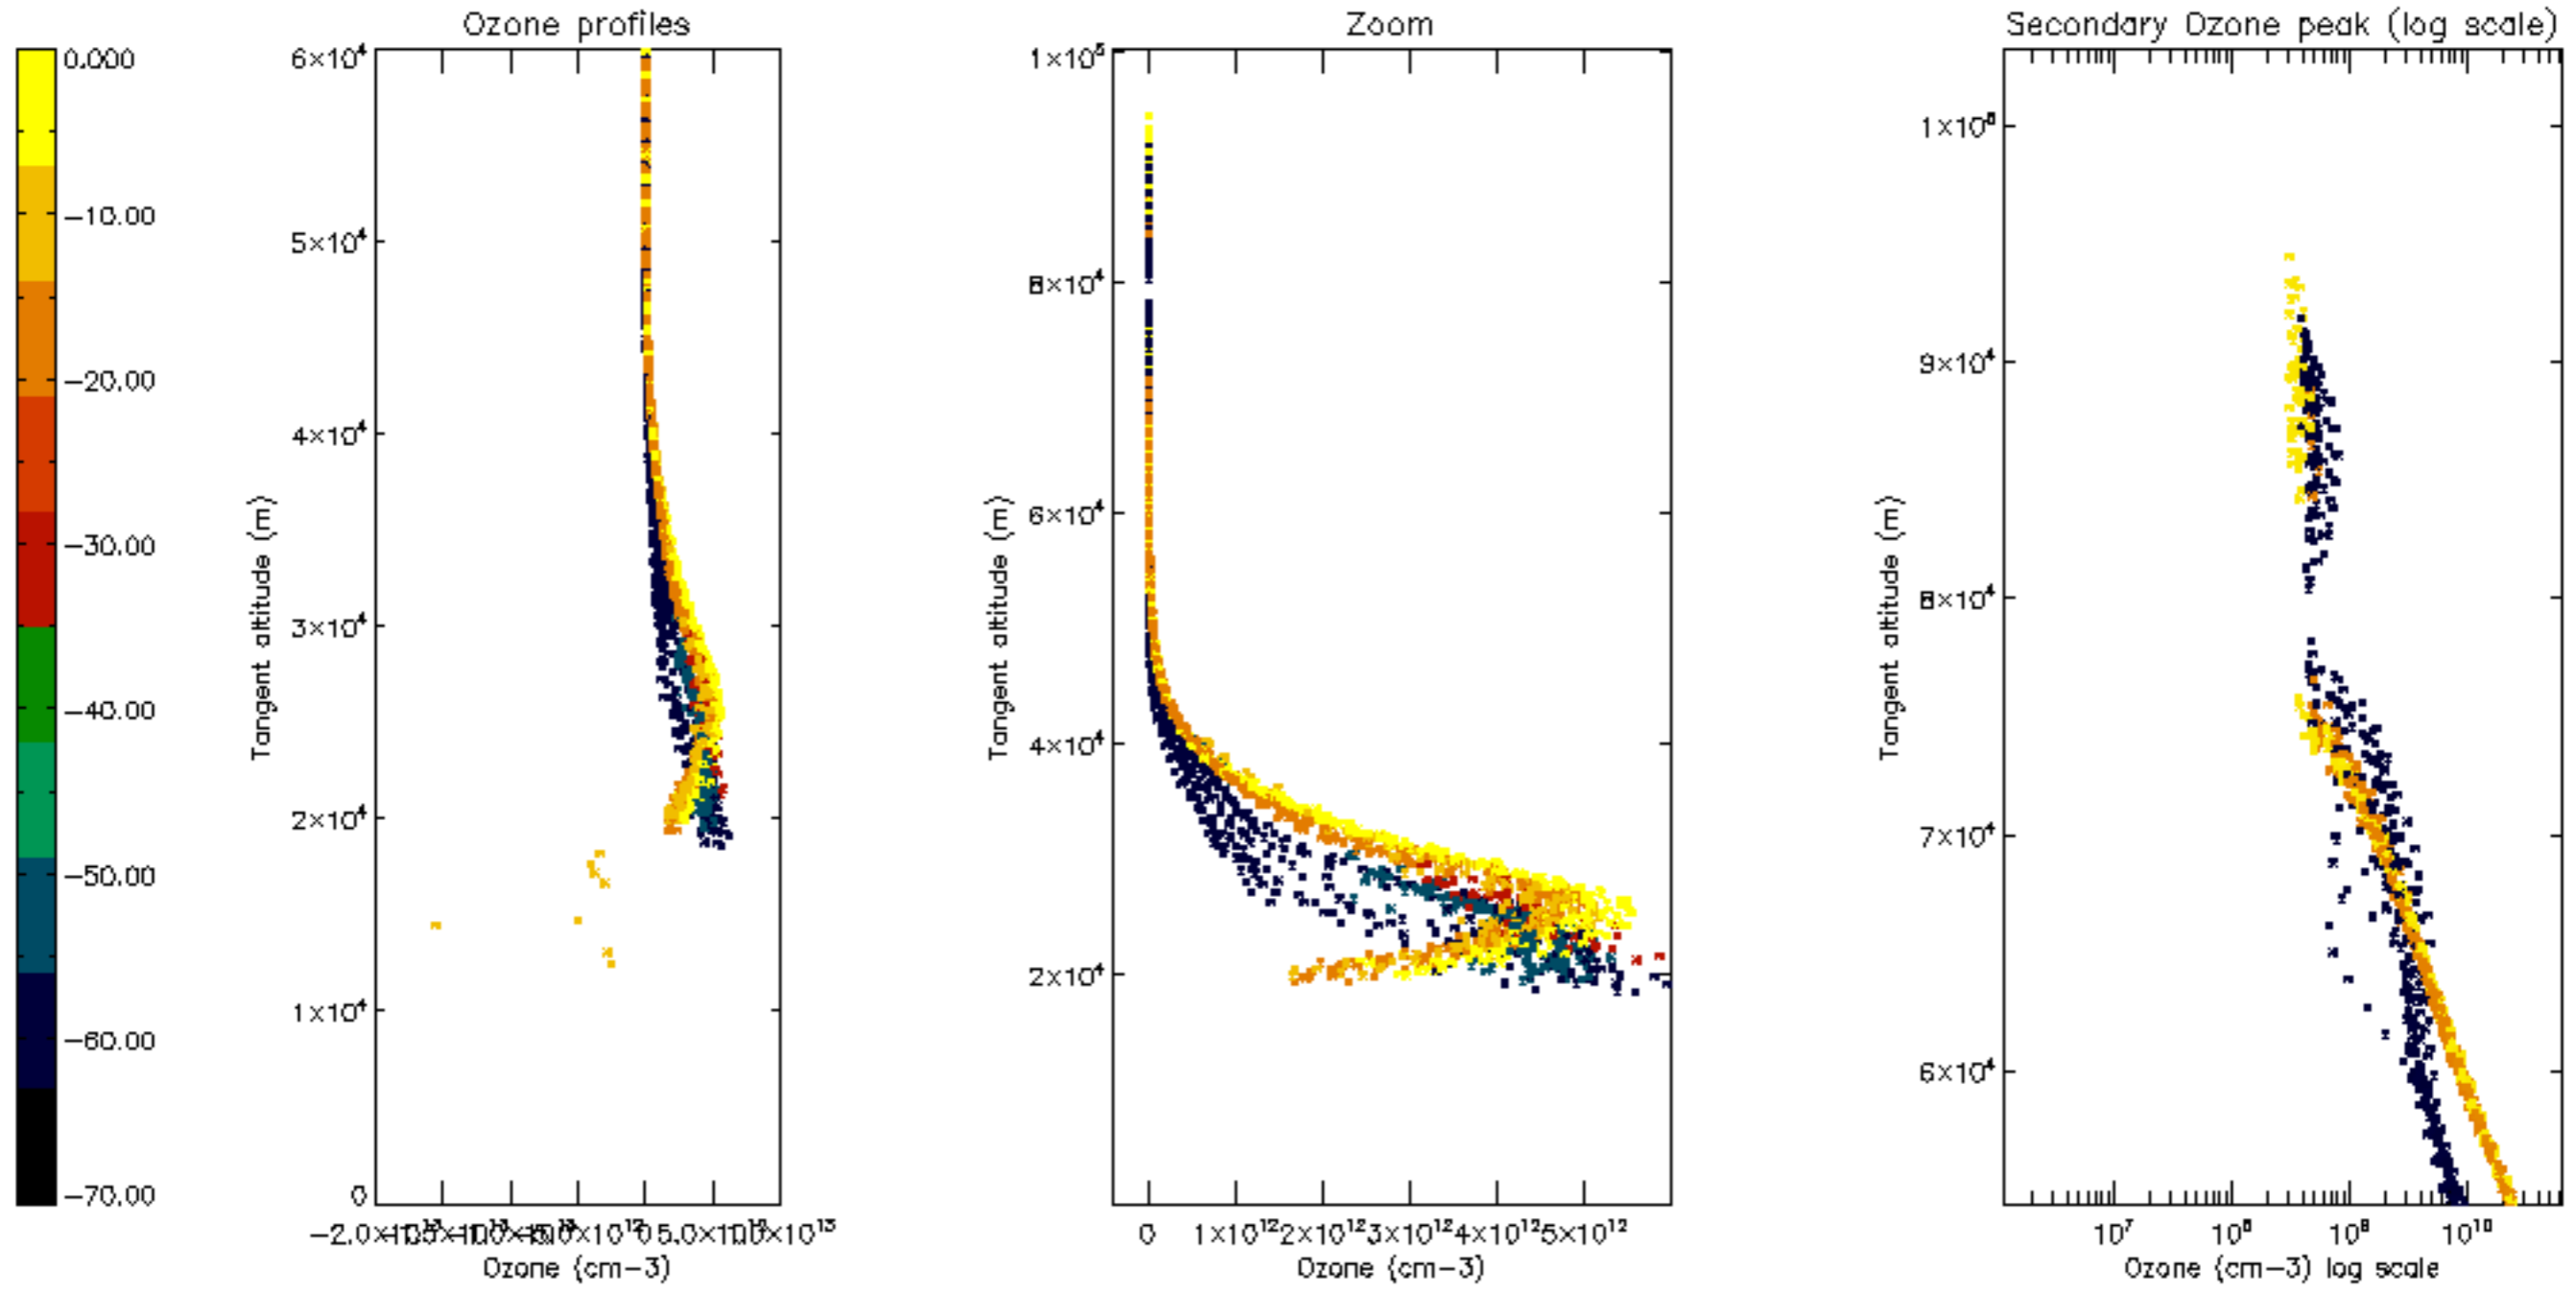 Ozone profiles
Zoom
Secondary Ozone peak (log scale)
0.000
−10.00
−20.00
−30.00
−40.00
−50.00
−60.00
−70.00
6×10⁴
5×10⁴
4×10⁴
3×10⁴
2×10⁴
1×10⁴
0
Tangent altitude (m)
5.0×10¹²
Ozone (cm−3)
1×10⁵
8×10⁴
6×10⁴
4×10⁴
2×10⁴
Tangent altitude (m)
0 1×10¹² 2×10¹² 3×10¹² 4×10¹² 5×10¹²
Ozone (cm−3)
1×10⁵
9×10⁴
8×10⁴
7×10⁴
6×10⁴
Tangent altitude (m)
10⁷ 10⁸ 10⁹ 10¹⁰
Ozone (cm−3) log scale